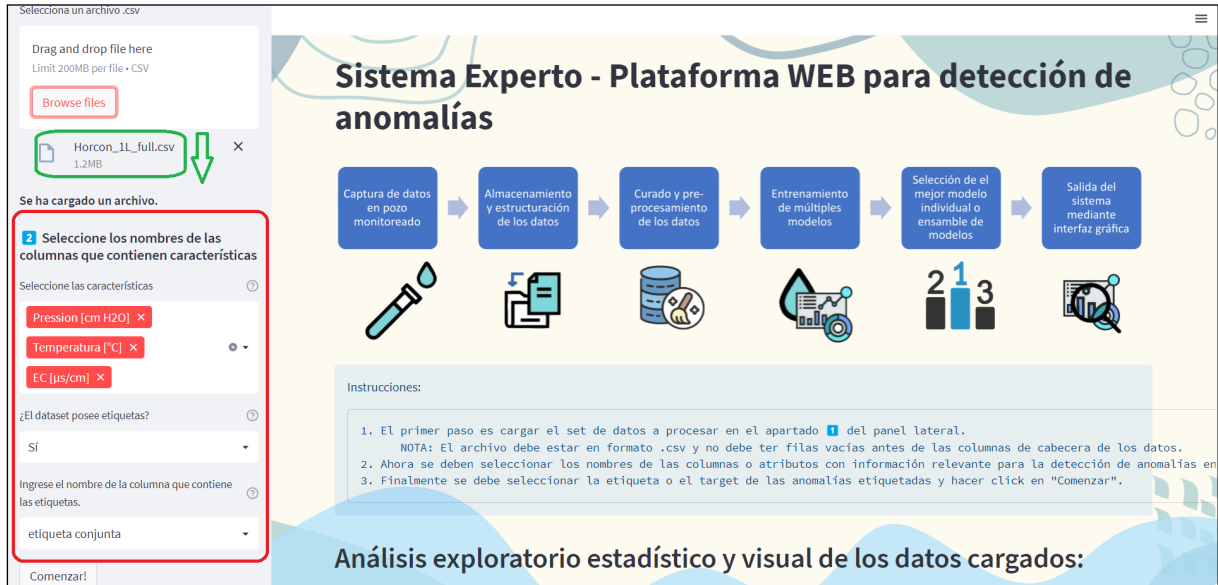 Selecciona un archivo .csv
Drag and drop file here
Limit 200MB per file • CSV
Browse files
Horcon_1L_full.csv
1.2MB
Se ha cargado un archivo.
2 Seleccione los nombres de las
columnas que contienen características
Seleccione las características
Pression [cm H2O] ×
Temperatura [°C] ×
EC [µs/cm] ×
¿El dataset posee etiquetas?
Sí
Ingrese el nombre de la columna que contiene
las etiquetas.
etiqueta conjunta
Comenzar!
Sistema Experto - Plataforma WEB para detección de
anomalías
Captura de datos
en pozo
monitoreado
Almacenamiento
y estructuración
de los datos
Curado y pre-
procesamiento
de los datos
Entrenamiento
de múltiples
modelos
Selección de el
mejor modelo
individual o
ensamble de
modelos
Salida del
sistema
mediante
interfaz gráfica
2 1 3
Instrucciones:
1. El primer paso es cargar el set de datos a procesar en el apartado 1 del panel lateral.
NOTA: El archivo debe estar en formato .csv y no debe ter filas vacías antes de las columnas de cabecera de los datos.
2. Ahora se deben seleccionar los nombres de las columnas o atributos con información relevante para la detección de anomalías en
3. Finalmente se debe seleccionar la etiqueta o el target de las anomalías etiquetadas y hacer click en "Comenzar".
Análisis exploratorio estadístico y visual de los datos cargados: